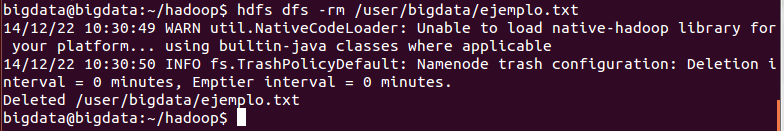 bigdata@bigdata:~/hadoop$ hdfs dfs -rm /user/bigdata/ejemplo.txt
14/12/22 10:30:49 WARN util.NativeCodeLoader: Unable to load native-hadoop library for
your platform... using builtin-java classes where applicable
14/12/22 10:30:50 INFO fs.TrashPolicyDefault: Namenode trash configuration: Deletion i
nterval = 0 minutes, Emptier interval = 0 minutes.
Deleted /user/bigdata/ejemplo.txt
bigdata@bigdata:~/hadoop$